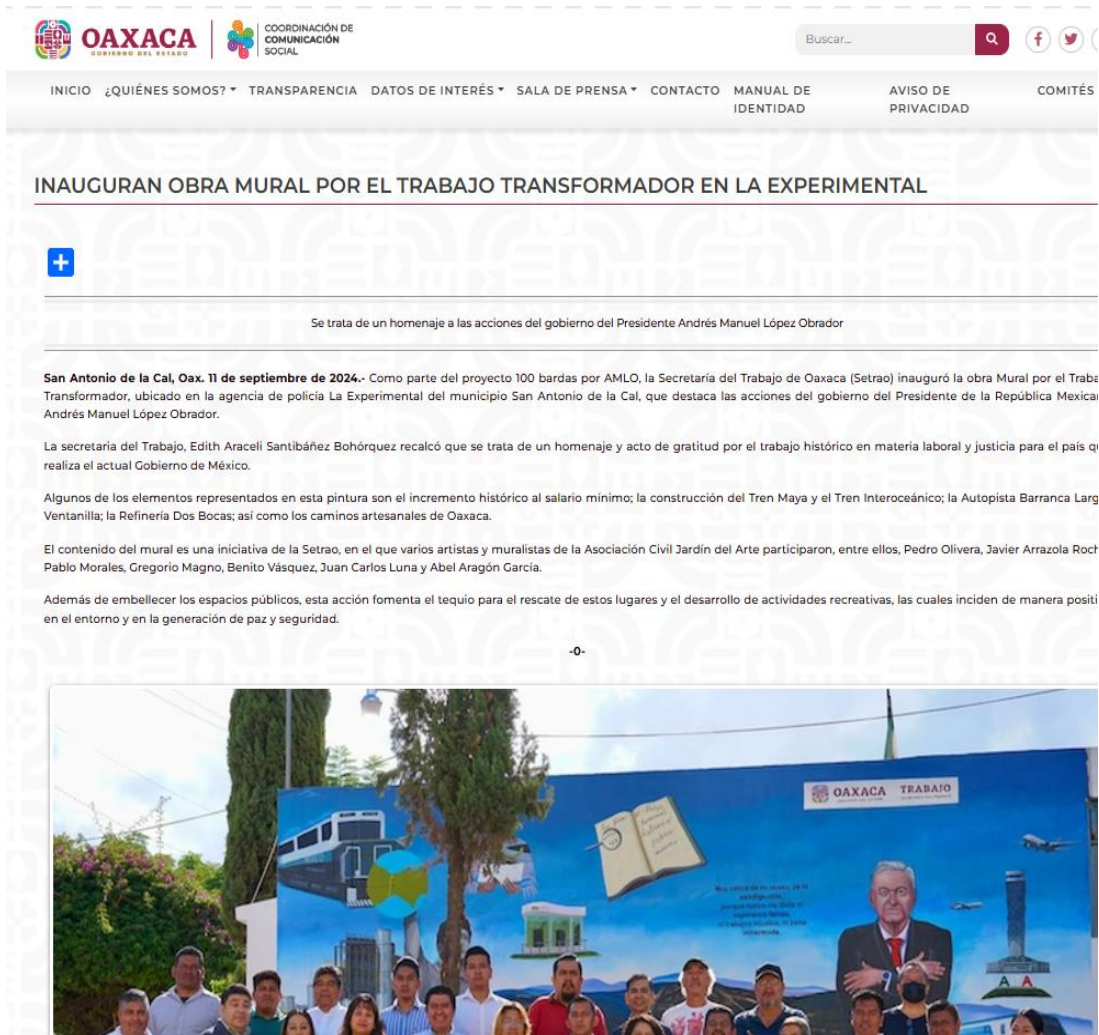 OAXACA
GOBIERNO DEL ESTADO
COORDINACIÓN DE
COMUNICACIÓN
SOCIAL
Buscar...
INICIO ¿QUIÉNES SOMOS? TRANSPARENCIA DATOS DE INTERÉS SALA DE PRENSA CONTACTO MANUAL DE IDENTIDAD AVISO DE PRIVACIDAD COMITÉS
INAUGURAN OBRA MURAL POR EL TRABAJO TRANSFORMADOR EN LA EXPERIMENTAL
Se trata de un homenaje a las acciones del gobierno del Presidente Andrés Manuel López Obrador
San Antonio de la Cal, Oax. 11 de septiembre de 2024.- Como parte del proyecto 100 bardas por AMLO, la Secretaría del Trabajo de Oaxaca (Setrao) inauguró la obra Mural por el Traba
Transformador, ubicado en la agencia de policía La Experimental del municipio San Antonio de la Cal, que destaca las acciones del gobierno del Presidente de la República Mexica
Andrés Manuel López Obrador.
La secretaria del Trabajo, Edith Araceli Santibáñez Bohórquez recalcó que se trata de un homenaje y acto de gratitud por el trabajo histórico en materia laboral y justicia para el país q
realiza el actual Gobierno de México.
Algunos de los elementos representados en esta pintura son el incremento histórico al salario mínimo; la construcción del Tren Maya y el Tren Interoceánico; la Autopista Barranca Larg
Ventanilla; la Refinería Dos Bocas; así como los caminos artesanales de Oaxaca.
El contenido del mural es una iniciativa de la Setrao, en el que varios artistas y muralistas de la Asociación Civil Jardín del Arte participaron, entre ellos, Pedro Olivera, Javier Arrazola Roch
Pablo Morales, Gregorio Magno, Benito Vásquez, Juan Carlos Luna y Abel Aragón García.
Además de embellecer los espacios públicos, esta acción fomenta el tequio para el rescate de estos lugares y el desarrollo de actividades recreativas, las cuales inciden de manera positi
en el entorno y en la generación de paz y seguridad.
-0-
OAXACA TRABAJO